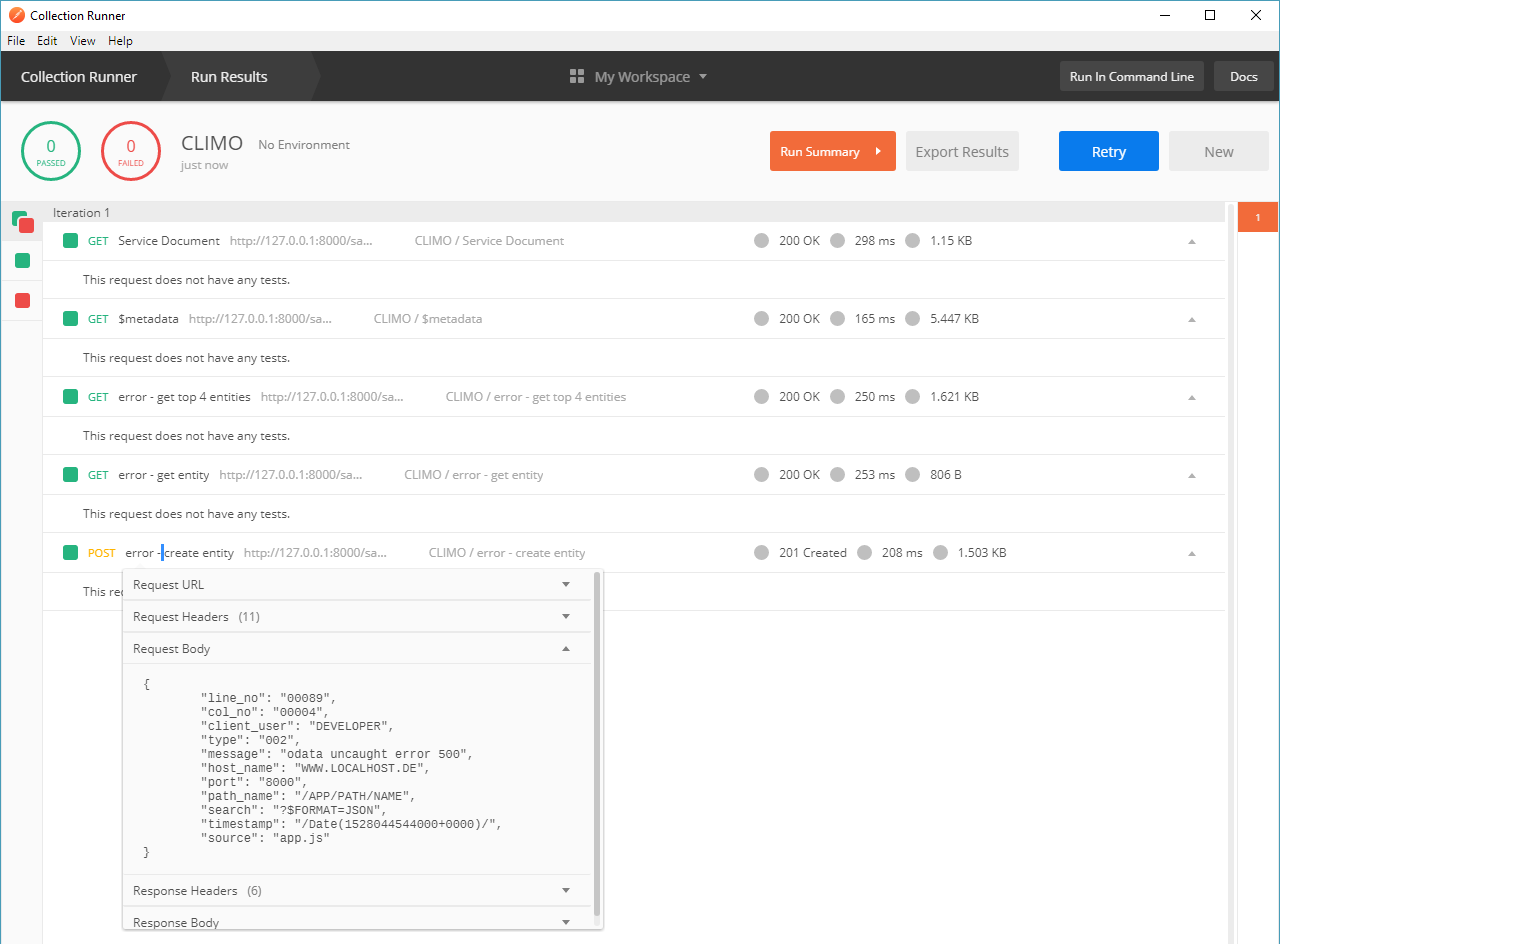 Collection Runner
File Edit View Help
Collection Runner Run Results My Workspace Run In Command Line Docs
0 PASSED
0 FAILED
CLIMO No Environment
just now
Run Summary Export Results Retry New
Iteration 1
1
GET Service Document http://127.0.0.1:8000/sa... CLIMO / Service Document 200 OK 298 ms 1.15 KB
This request does not have any tests.
GET $metadata http://127.0.0.1:8000/sa... CLIMO / $metadata 200 OK 165 ms 5.447 KB
This request does not have any tests.
GET error - get top 4 entities http://127.0.0.1:8000/sa... CLIMO / error - get top 4 entities 200 OK 250 ms 1.621 KB
This request does not have any tests.
GET error - get entity http://127.0.0.1:8000/sa... CLIMO / error - get entity 200 OK 253 ms 806 B
This request does not have any tests.
POST error - create entity http://127.0.0.1:8000/sa... CLIMO / error - create entity 201 Created 208 ms 1.503 KB
This re
Request URL
Request Headers (11)
Request Body
{
"line_no": "00089",
"col_no": "00004",
"client_user": "DEVELOPER",
"type": "002",
"message": "odata uncaught error 500",
"host_name": "WWW.LOCALHOST.DE",
"port": "8000",
"path_name": "/APP/PATH/NAME",
"search": "?$FORMAT=JSON",
"timestamp": "/Date(1528044544000+0000)/",
"source": "app.js"
}
Response Headers (6)
Response Body